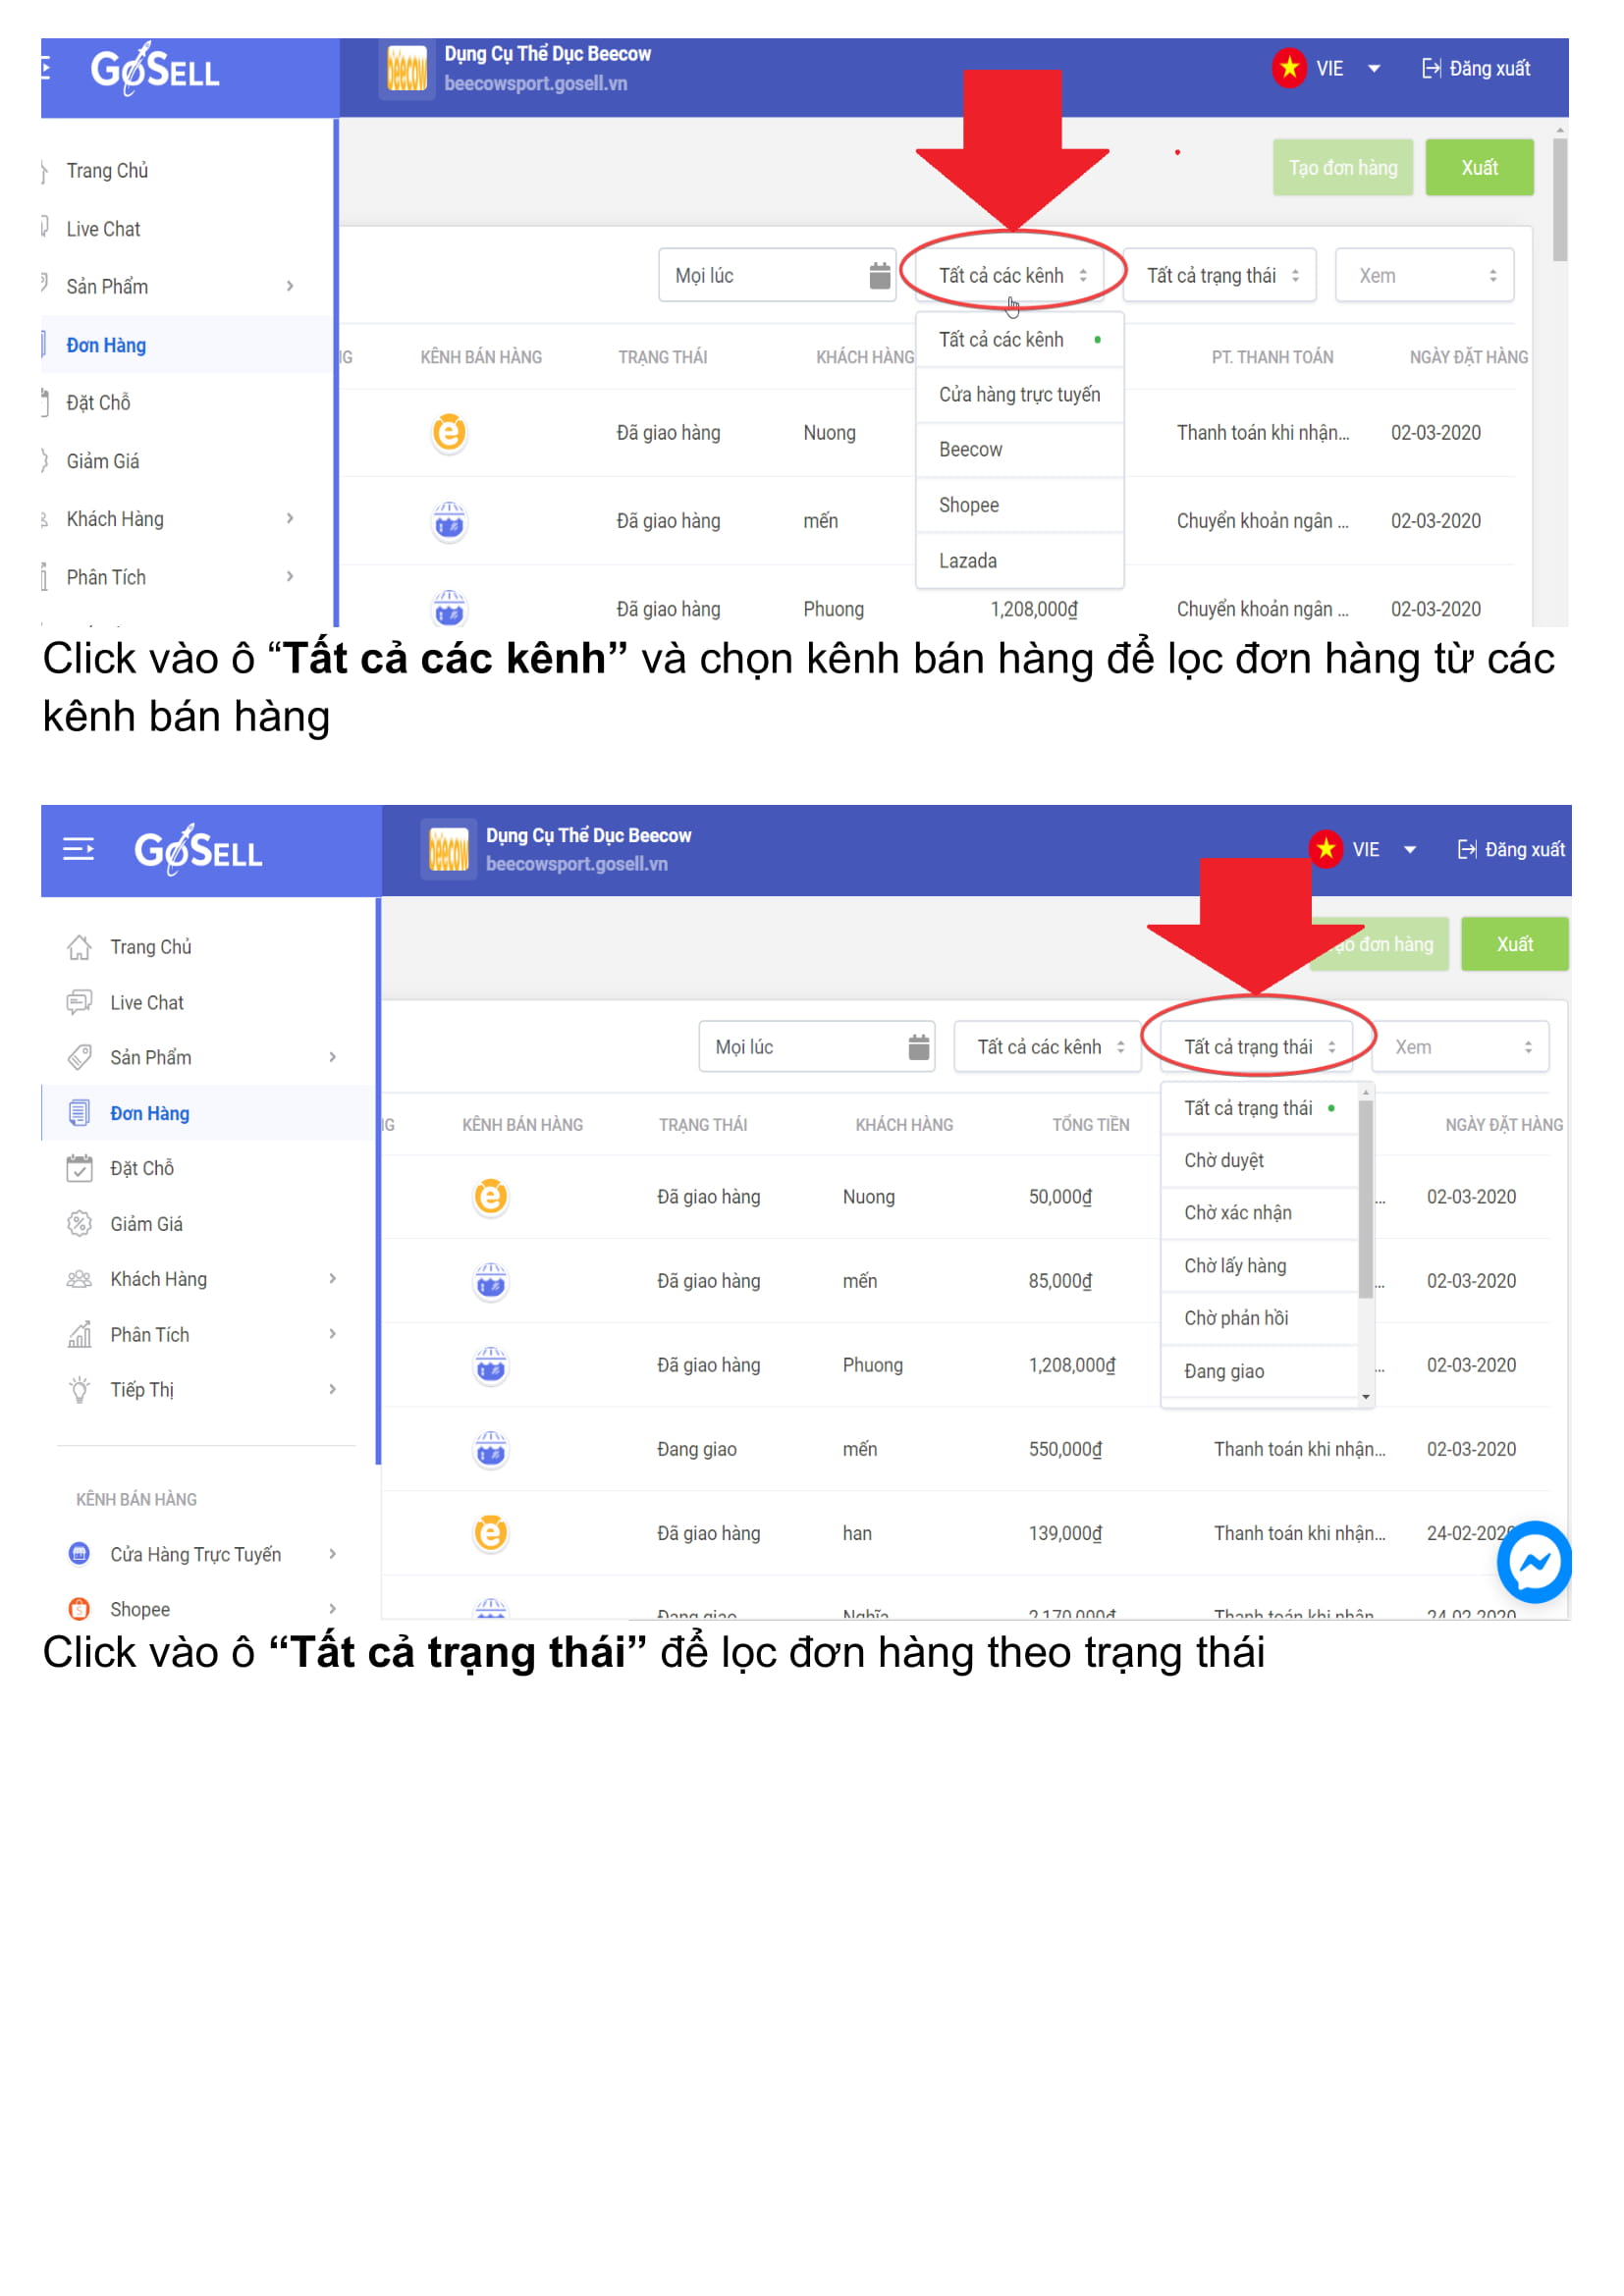 GoSELL
Dụng Cụ Thể Dục Beecow
beecowsport.gosell.vn
VIE
Đăng xuất
Trang Chủ
Live Chat
Sản Phẩm
Đơn Hàng
Đặt Chỗ
Giảm Giá
Khách Hàng
Phân Tích
Tạo đơn hàng
Xuất
Mọi lúc
Tất cả các kênh
Tất cả trạng thái
Xem
Tất cả các kênh
Cửa hàng trực tuyến
Beecow
Shopee
Lazada
KÊNH BÁN HÀNG TRẠNG THÁI KHÁCH HÀNG PT. THANH TOÁN NGÀY ĐẶT HÀNG
Đã giao hàng Nuong Thanh toán khi nhận... 02-03-2020
Đã giao hàng mến Chuyển khoản ngân ... 02-03-2020
Đã giao hàng Phuong 1,208,000đ Chuyển khoản ngân ... 02-03-2020
Click vào ô “Tất cả các kênh” và chọn kênh bán hàng để lọc đơn hàng từ các
kênh bán hàng
GoSELL
Dụng Cụ Thể Dục Beecow
beecowsport.gosell.vn
VIE
Đăng xuất
Trang Chủ
Live Chat
Sản Phẩm
Đơn Hàng
Đặt Chỗ
Giảm Giá
Khách Hàng
Phân Tích
Tiếp Thị
KÊNH BÁN HÀNG
Cửa Hàng Trực Tuyến
Shopee
đơn hàng
Xuất
Mọi lúc
Tất cả các kênh
Tất cả trạng thái
Xem
Tất cả trạng thái
Chờ duyệt
Chờ xác nhận
Chờ lấy hàng
Chờ phản hồi
Đang giao
KÊNH BÁN HÀNG TRẠNG THÁI KHÁCH HÀNG TỔNG TIỀN NGÀY ĐẶT HÀNG
Đã giao hàng Nuong 50,000đ ... 02-03-2020
Đã giao hàng mến 85,000đ ... 02-03-2020
Đã giao hàng Phuong 1,208,000đ ... 02-03-2020
Đang giao mến 550,000đ Thanh toán khi nhận... 02-03-2020
Đã giao hàng han 139,000đ Thanh toán khi nhận... 24-02-202
Đang giao Nghĩa 2,170,000đ Thanh toán khi nhận 24-02-2020
Click vào ô “Tất cả trạng thái” để lọc đơn hàng theo trạng thái